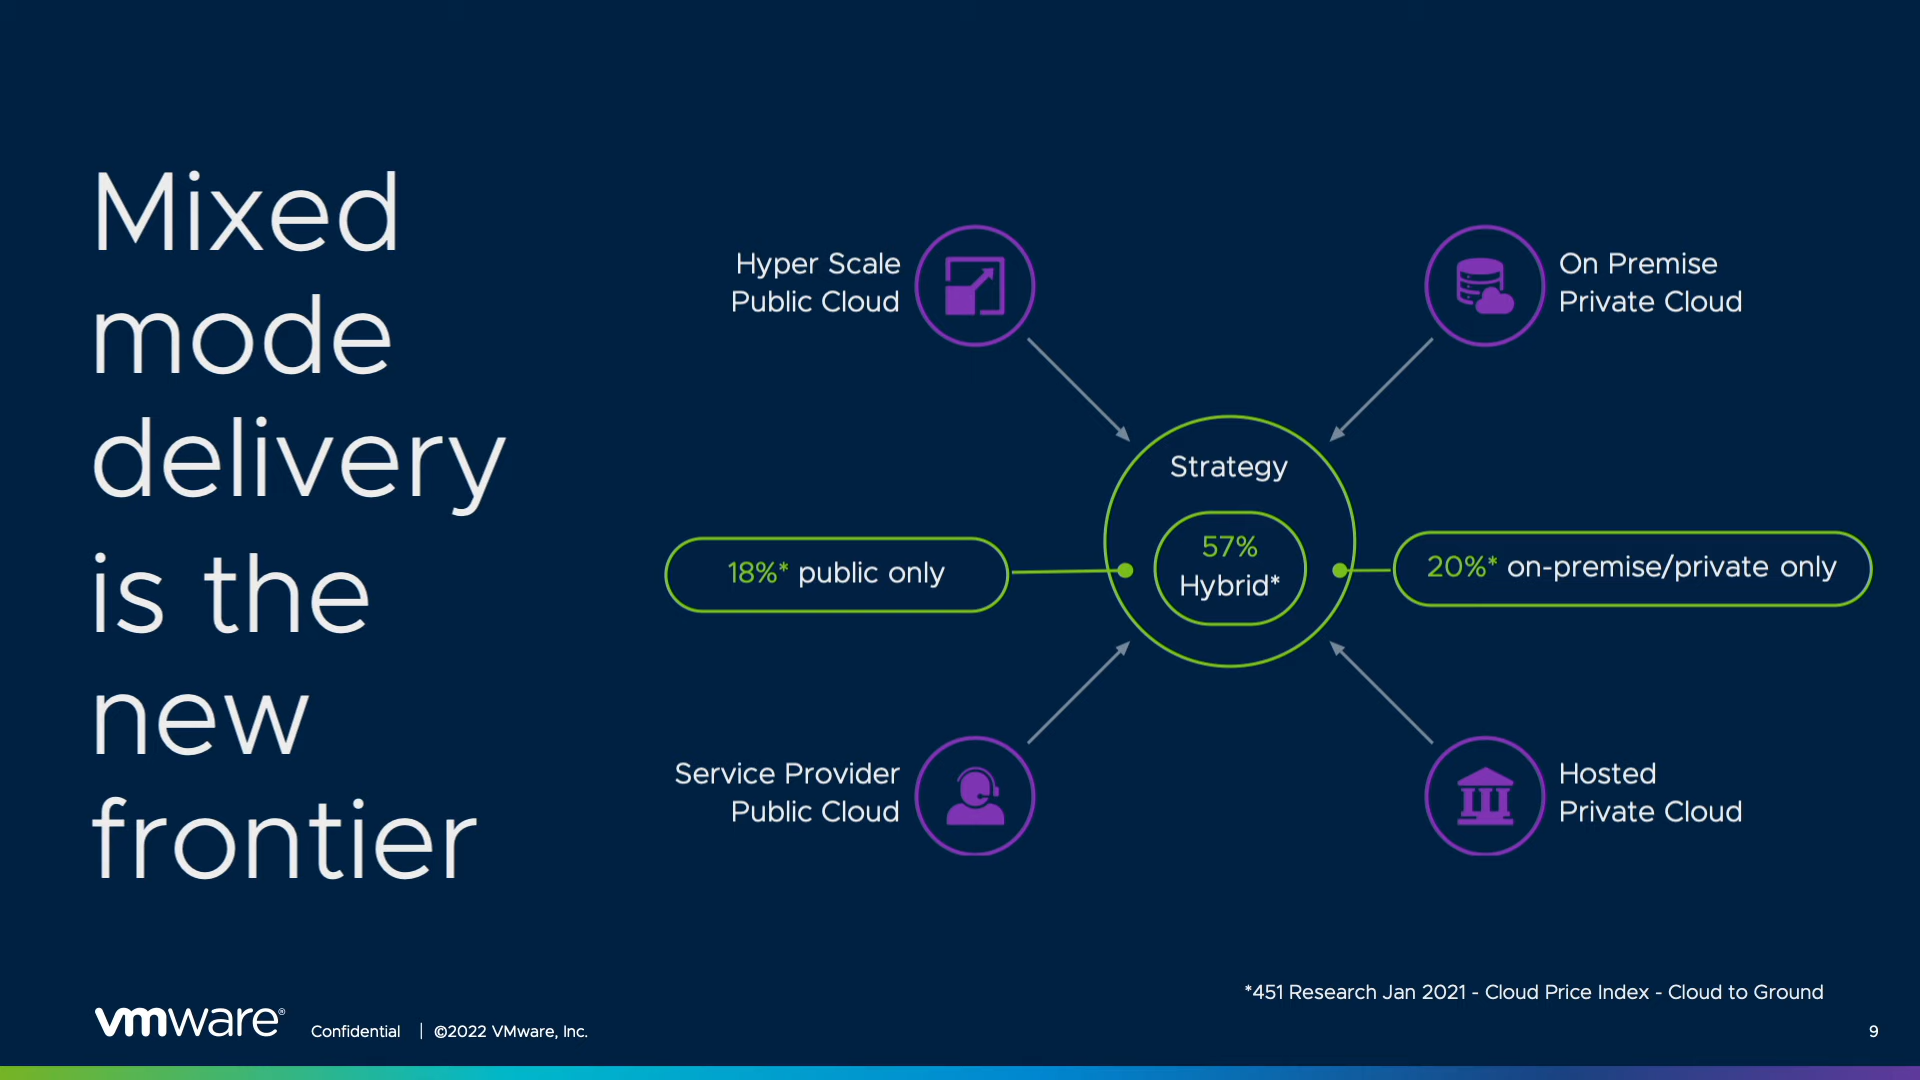 Mixed
mode
delivery
is the
new
frontier
Hyper Scale
Public Cloud
On Premise
Private Cloud
Strategy
57%
Hybrid*
18%* public only
20%* on-premise/private only
Service Provider
Public Cloud
Hosted
Private Cloud
*451 Research Jan 2021 - Cloud Price Index - Cloud to Ground
vmware®
Confidential | ©2022 VMware, Inc.
9